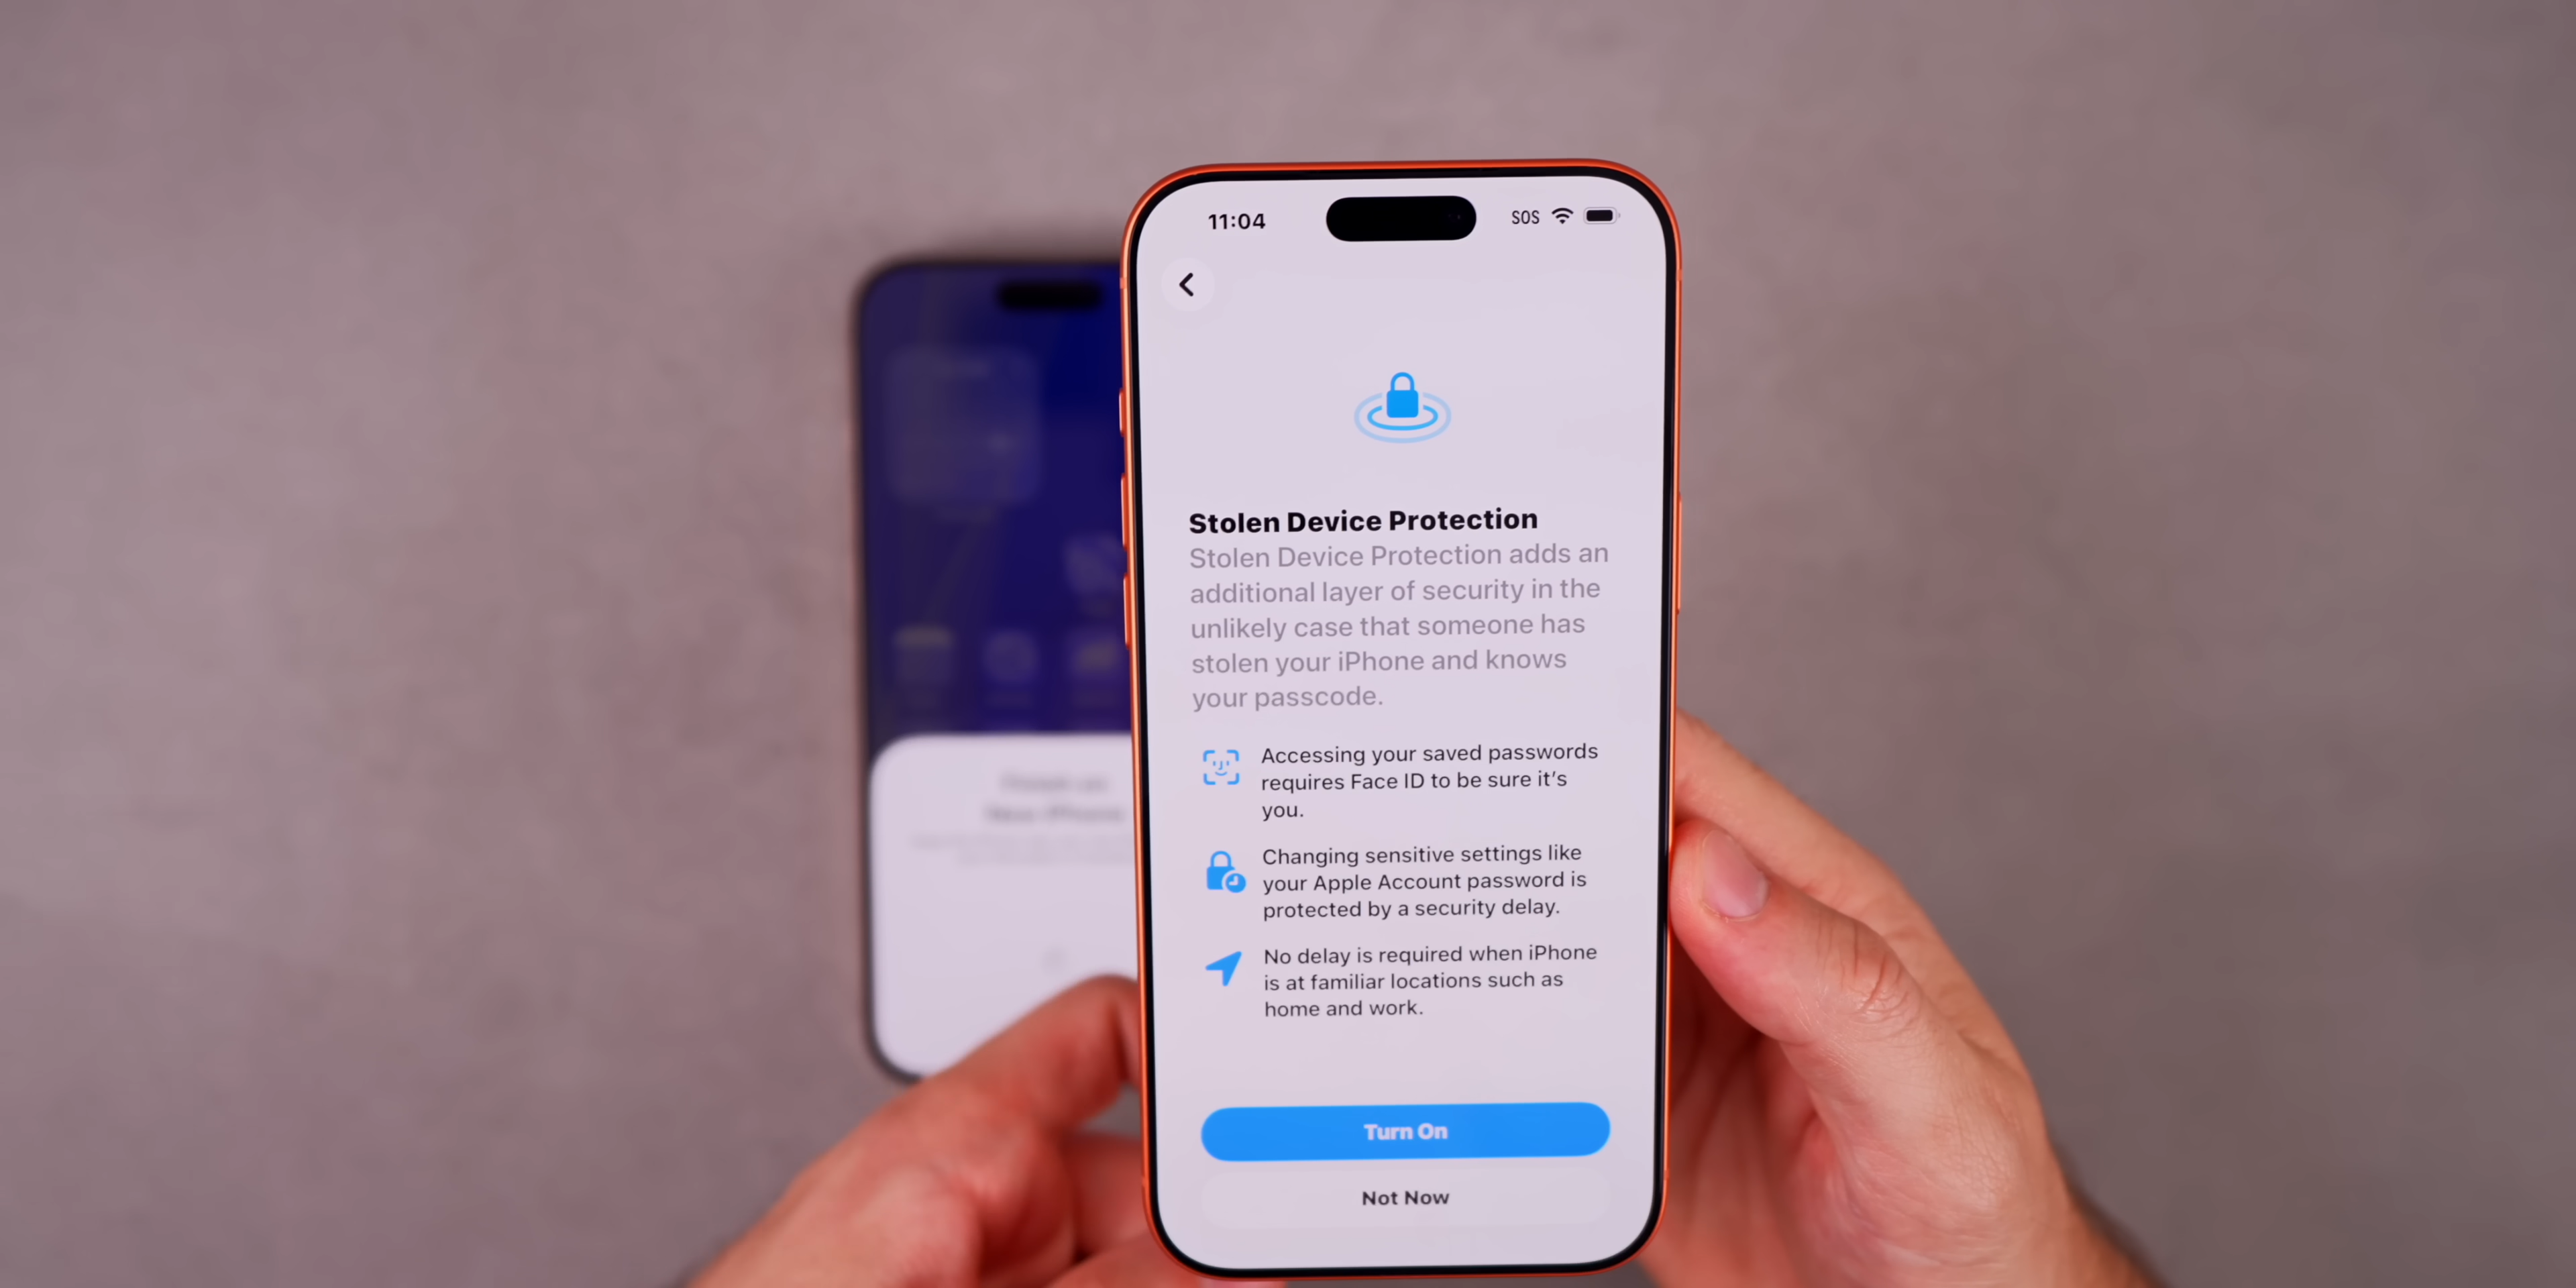 11:04
SOS
Stolen Device Protection
Stolen Device Protection adds an
additional layer of security in the
unlikely case that someone has
stolen your iPhone and knows
your passcode.
Accessing your saved passwords
requires Face ID to be sure it's
you.
Changing sensitive settings like
your Apple Account password is
protected by a security delay.
No delay is required when iPhone
is at familiar locations such as
home and work.
Turn On
Not Now
New iPhone